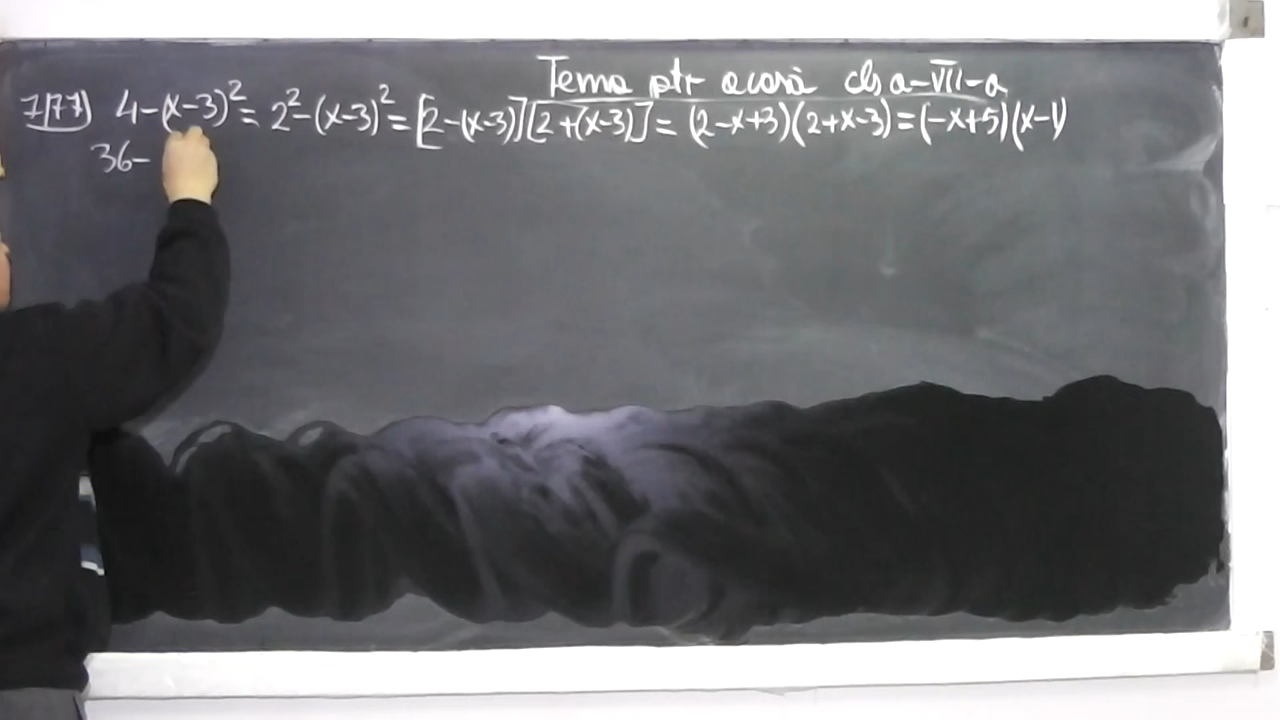 Tema ptr acasă cls a-VII-a
7/77) 4-(x-3)² = 2²-(x-3)² = [2-(x-3)][2+(x-3)] = (2-x+3)(2+x-3) = (-x+5)(x-1)
36-